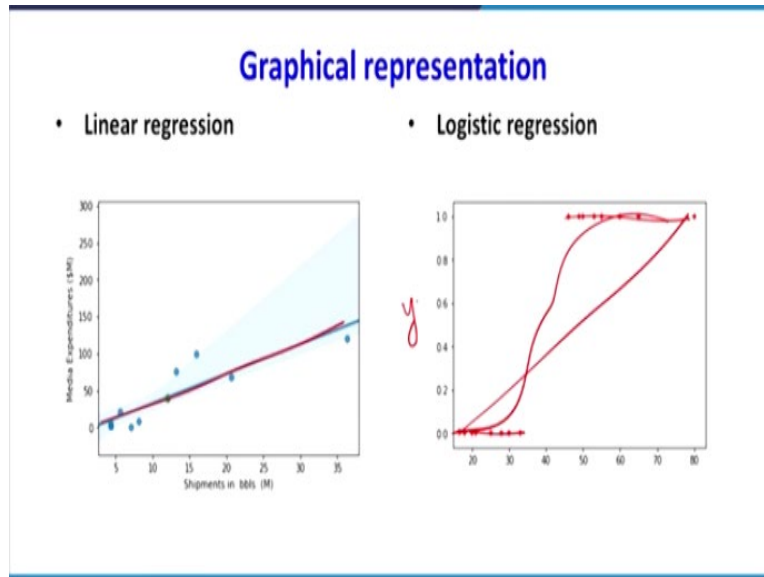 Graphical representation
• Linear regression
• Logistic regression
300
250
200
150
100
50
0
Media Expenditures ($M)
5 10 15 20 25 30 35
Shipments in bbls (M)
y
1.0
0.8
0.6
0.4
0.2
0.0
20 30 40 50 60 70 80